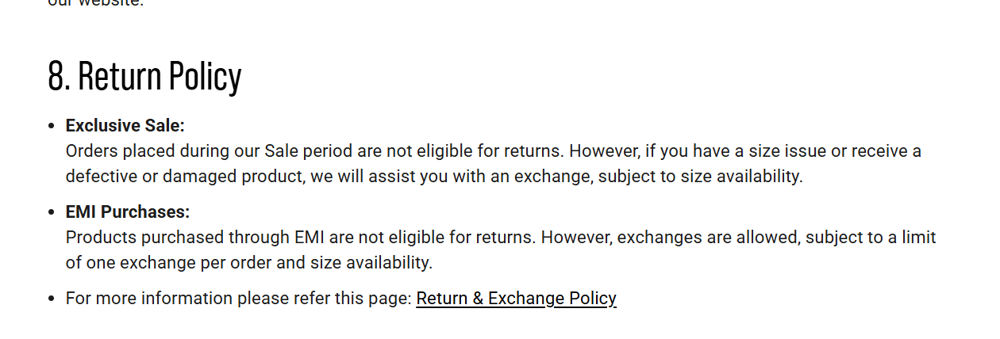 our website.
8. Return Policy
• Exclusive Sale:
Orders placed during our Sale period are not eligible for returns. However, if you have a size issue or receive a
defective or damaged product, we will assist you with an exchange, subject to size availability.
• EMI Purchases:
Products purchased through EMI are not eligible for returns. However, exchanges are allowed, subject to a limit
of one exchange per order and size availability.
• For more information please refer this page: Return & Exchange Policy